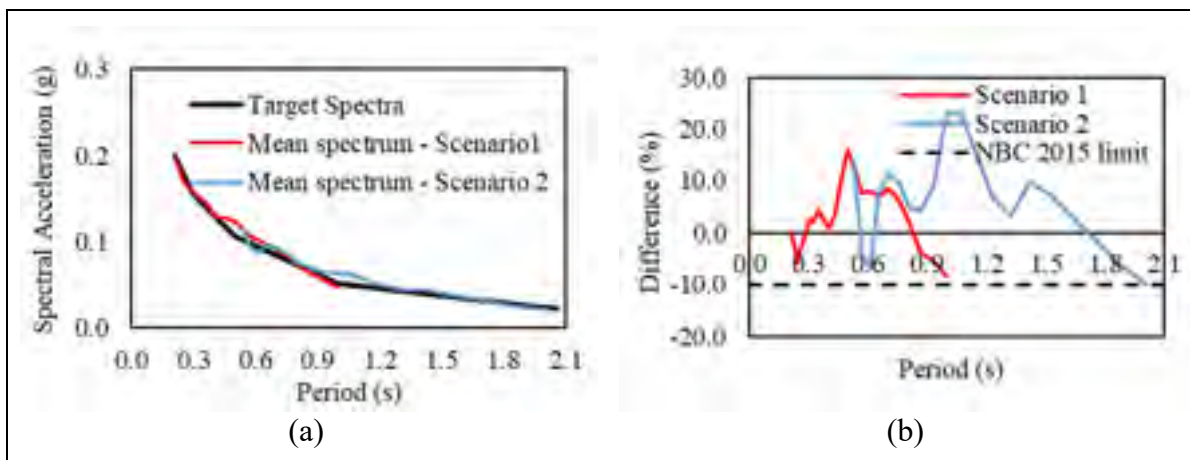 Spectral Acceleration (g)
0.3
0.2
0.1
0.0
Target Spectra
Mean spectrum - Scenario1
Mean spectrum - Scenario 2
0.0 0.3 0.6 0.9 1.2 1.5 1.8 2.1
Period (s)
(a)
Difference (%)
30.0
20.0
10.0
0.0
-10.0
-20.0
Scenario 1
Scenario 2
NBC 2015 limit
0.0 0.3 0.6 0.9 1.2 1.5 1.8 2.1
Period (s)
(b)